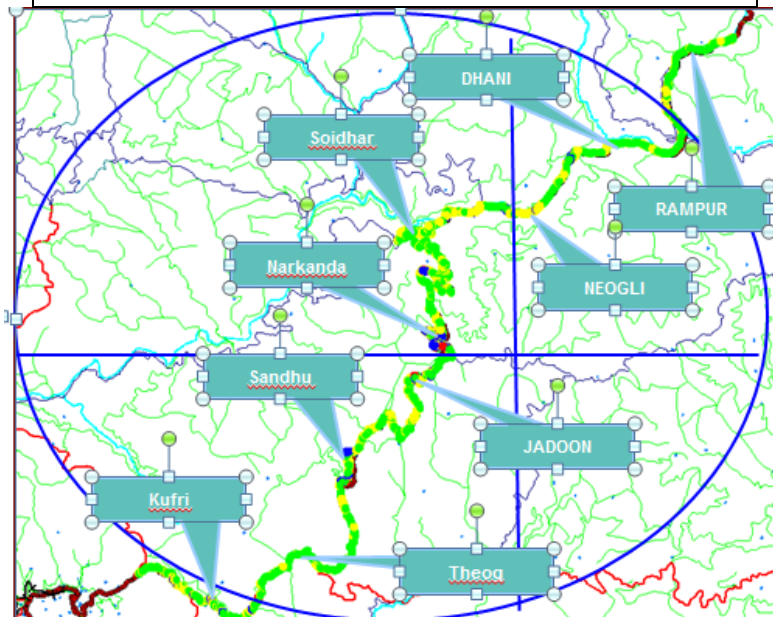 DHANI
Soidhar
RAMPUR
Narkanda
NEOGLI
Sandhu
JADOON
Kufri
Theog